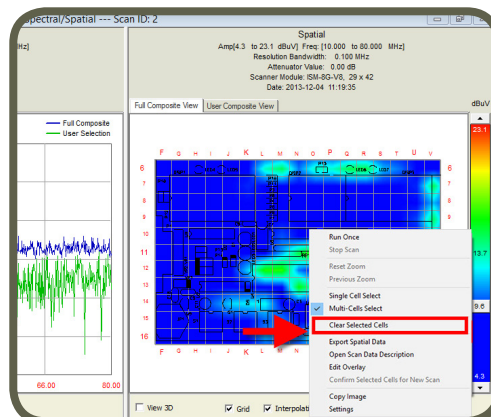 Spectral/Spatial --- Scan ID: 2
Hz]
Spatial
Amp[4.3 to 23.1 dBuV] Freq: [10.000 to 80.000 MHz]
Resolution Bandwidth: 0.100 MHz
Attenuator Value: 0.00 dB
Scanner Module: ISM-8G-V8, 29 x 42
Date: 2013-12-04 11:19:35
Full Composite View
User Composite View
dBuV
Full Composite
User Selection
23.1
13.7
9.6
4.3
F G H I J K L M N O P Q R S T U V
6
7
8
9
10
11
12
13
14
15
16
6
7
8
9
F G H I J K L M
Run Once
Stop Scan
Reset Zoom
Previous Zoom
Single Cell Select
Multi-Cells Select
Clear Selected Cells
Export Spatial Data
Open Scan Data Description
Edit Overlay
Confirm Selected Cells for New Scan
Copy Image
Settings
66.00 80.00
View 3D
Grid
Interpolat